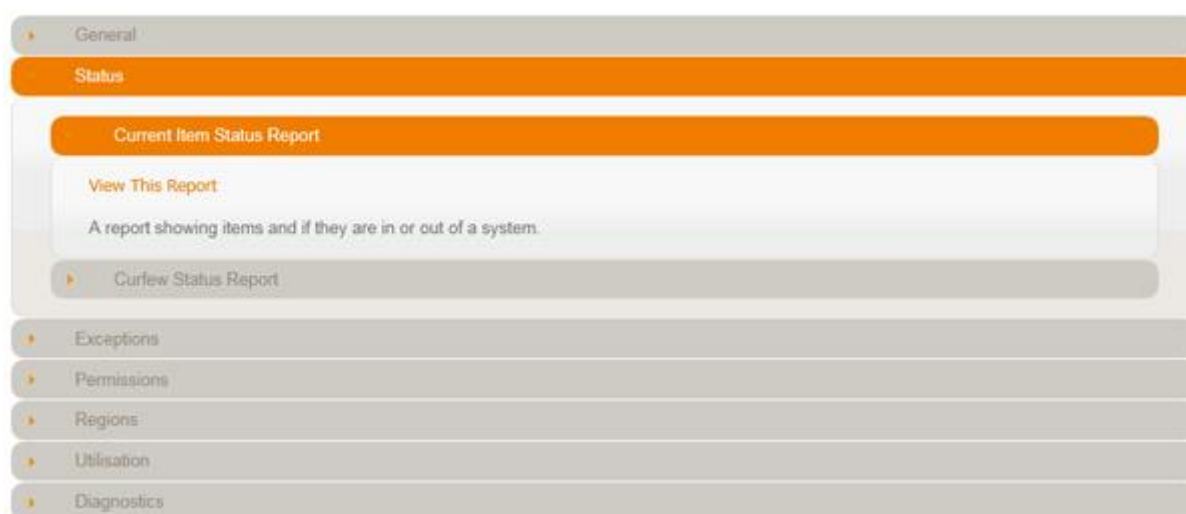 General
Status
Current Item Status Report
View This Report
A report showing items and if they are in or out of a system.
Curfew Status Report
Exceptions
Permissions
Regions
Utilisation
Diagnostics